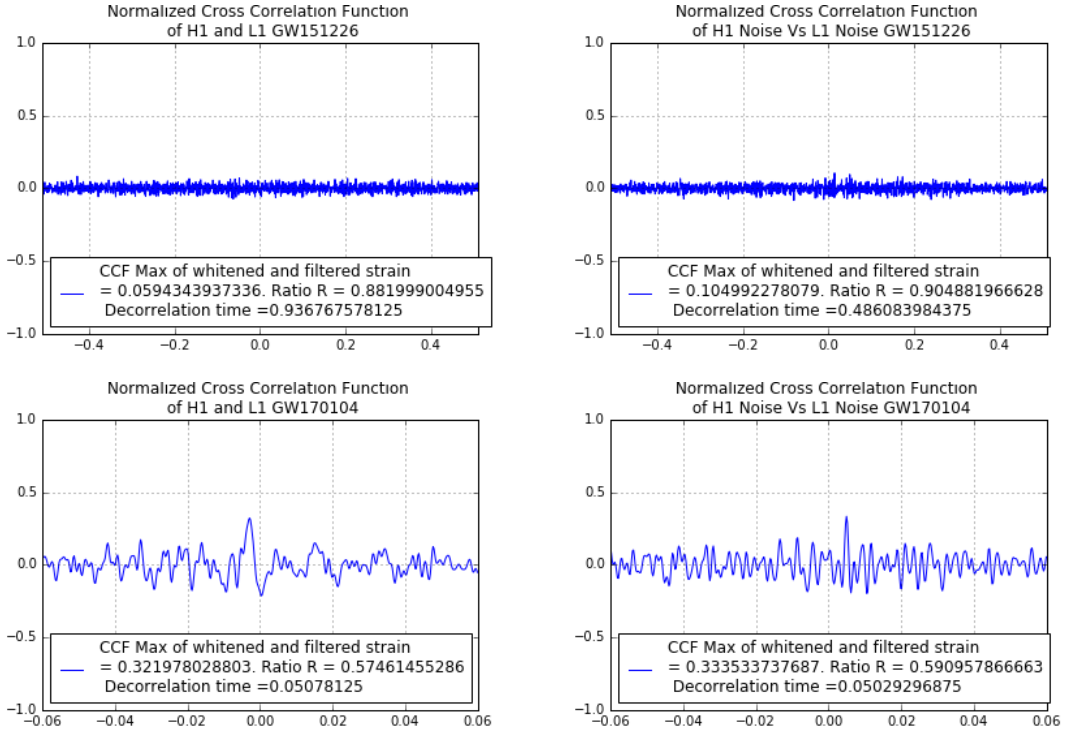 Normalized Cross Correlation Function
of H1 and L1 GW151226
1.0
0.5
0.0
−0.5
−1.0
CCF Max of whitened and filtered strain
= 0.0594343937336. Ratio R = 0.881999004955
Decorrelation time =0.936767578125
−0.4 −0.2 0.0 0.2 0.4
Normalized Cross Correlation Function
of H1 Noise Vs L1 Noise GW151226
1.0
0.5
0.0
−0.5
−1.0
CCF Max of whitened and filtered strain
= 0.104992278079. Ratio R = 0.904881966628
Decorrelation time =0.486083984375
−0.4 −0.2 0.0 0.2 0.4
Normalized Cross Correlation Function
of H1 and L1 GW170104
1.0
0.5
0.0
−0.5
−1.0
CCF Max of whitened and filtered strain
= 0.321978028803. Ratio R = 0.57461455286
Decorrelation time =0.05078125
−0.06 −0.04 −0.02 0.00 0.02 0.04 0.06
Normalized Cross Correlation Function
of H1 Noise Vs L1 Noise GW170104
1.0
0.5
0.0
−0.5
−1.0
CCF Max of whitened and filtered strain
= 0.333533737687. Ratio R = 0.590957866663
Decorrelation time =0.05029296875
−0.06 −0.04 −0.02 0.00 0.02 0.04 0.06